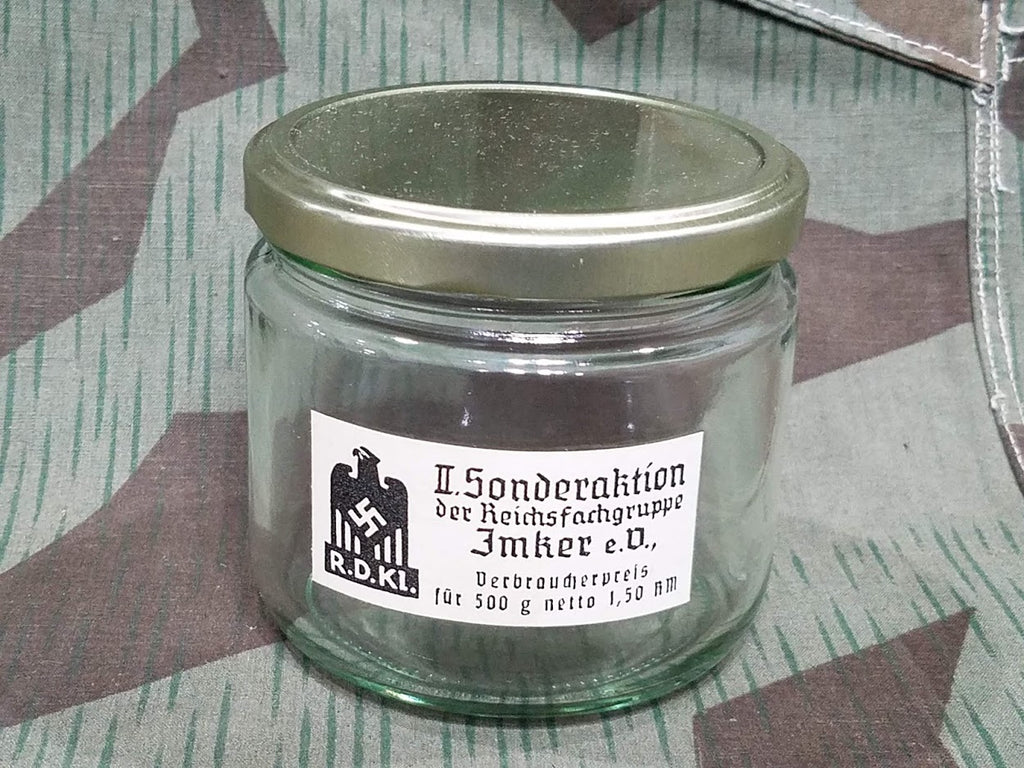 R.D.Kl.
II. Sonderaktion
der Reichsfachgruppe
Imker e.V.,
Verbraucherpreis
für 500 g netto 1,50 RM